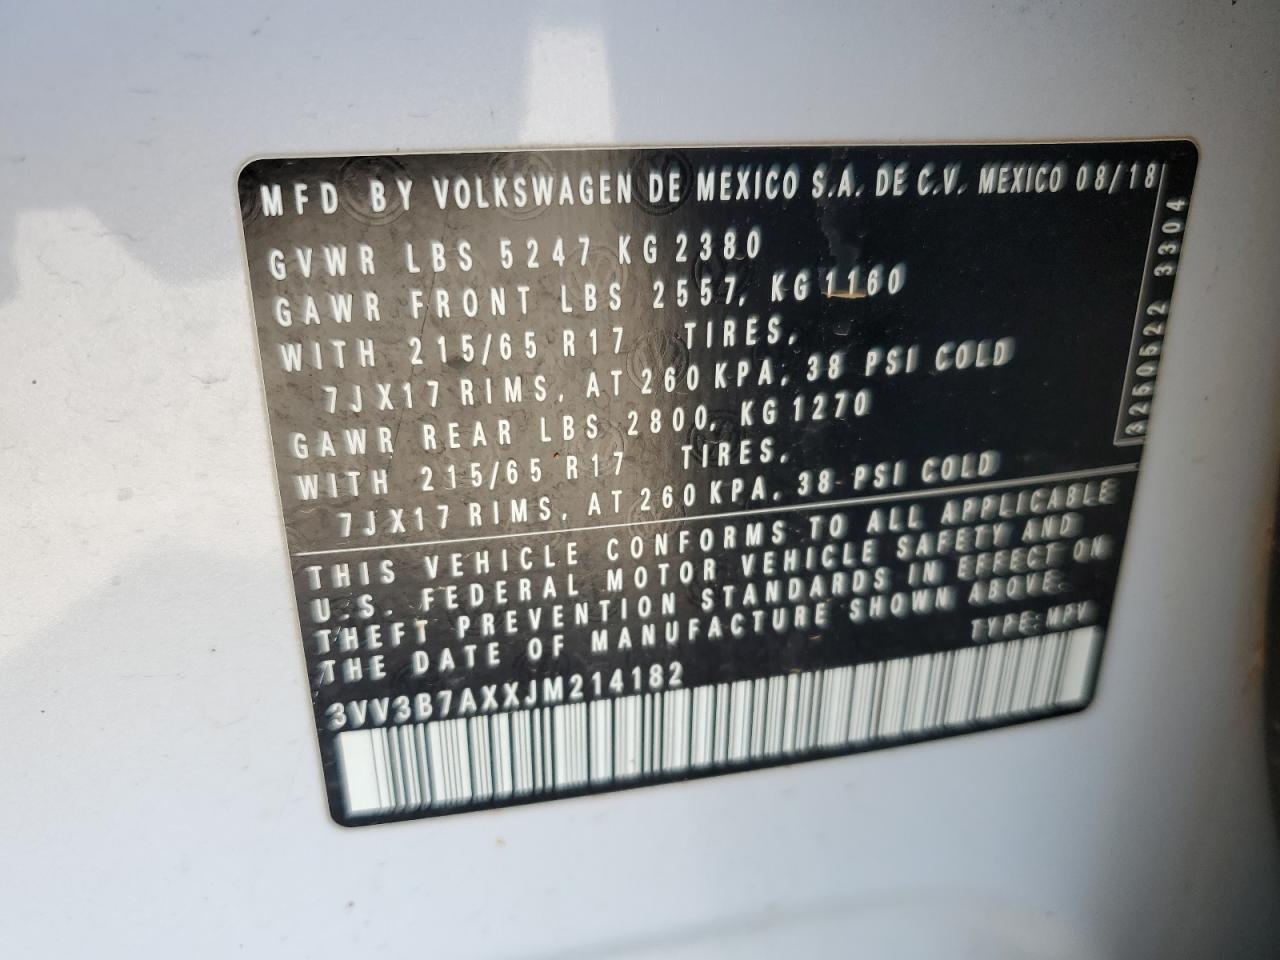 MFD BY VOLKSWAGEN DE MEXICO S.A. DE C.V. MEXICO 08/18
GVWR LBS 5247 KG 2380
GAWR FRONT LBS 2557, KG 1160
WITH 215/65 R17 TIRES,
7JX17 RIMS, AT 260 KPA, 38 PSI COLD
GAWR REAR LBS 2800, KG 1270
WITH 215/65 R17 TIRES,
7JX17 RIMS, AT 260 KPA, 38 PSI COLD
3260522 3304
THIS VEHICLE CONFORMS TO ALL APPLICABLE
U.S. FEDERAL MOTOR VEHICLE SAFETY AND
THEFT PREVENTION STANDARDS IN EFFECT ON
THE DATE OF MANUFACTURE SHOWN ABOVE.
TYPE: MPV
3VV3B7AXXJM214182